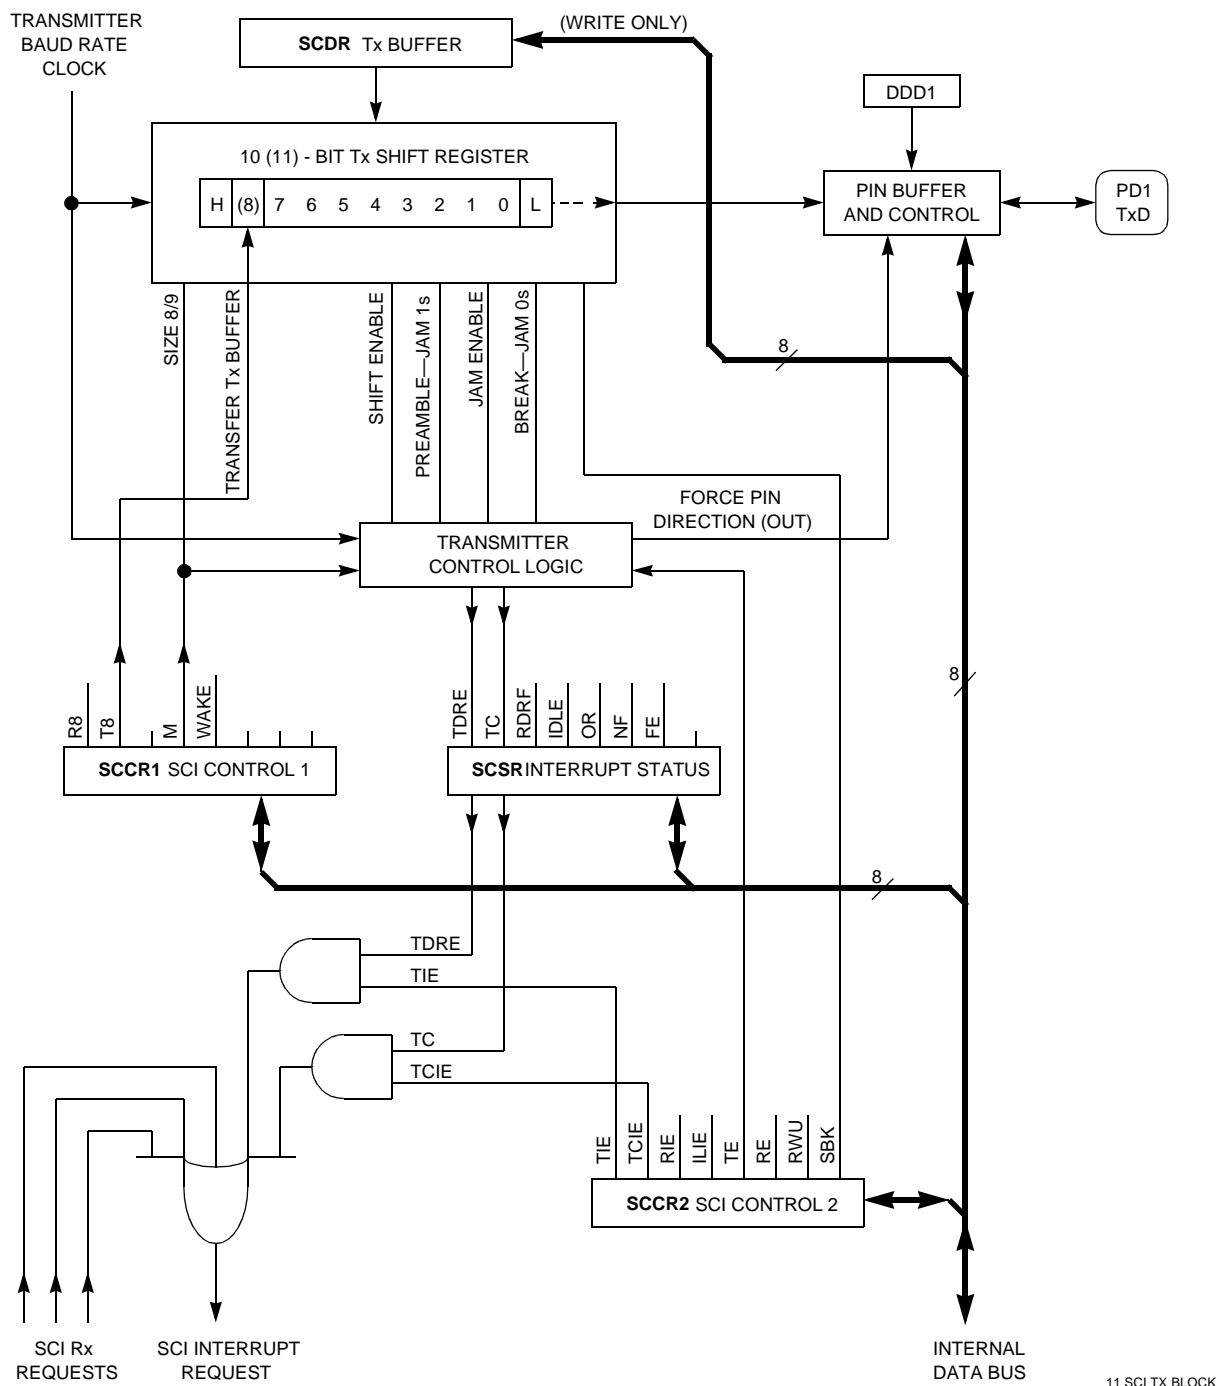 TRANSMITTER
BAUD RATE
CLOCK
SCDR Tx BUFFER
(WRITE ONLY)
DDD1
10 (11) - BIT Tx SHIFT REGISTER
H (8) 7 6 5 4 3 2 1 0 L
PIN BUFFER
AND CONTROL
PD1
TxD
SIZE 8/9
TRANSFER Tx BUFFER
SHIFT ENABLE
PREAMBLE—JAM 1s
JAM ENABLE
BREAK—JAM 0s
8
FORCE PIN
DIRECTION (OUT)
TRANSMITTER
CONTROL LOGIC
8
R8
T8
M
WAKE
TDRE
TC
RDRF
IDLE
OR
NF
FE
SCCR1 SCI CONTROL 1
SCSR INTERRUPT STATUS
8
TDRE
TIE
TC
TCIE
TIE
TCIE
RIE
ILIE
TE
RE
RWU
SBK
SCCR2 SCI CONTROL 2
SCI Rx
REQUESTS
SCI INTERRUPT
REQUEST
INTERNAL
DATA BUS
11 SCI TX BLOCK